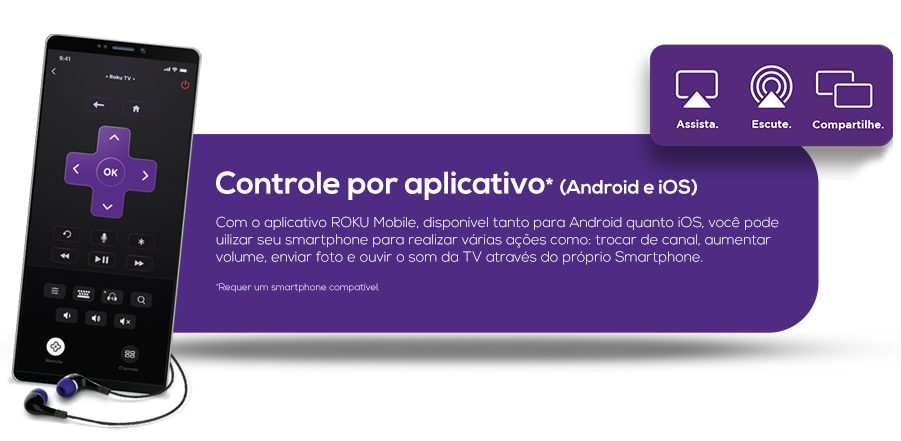 9:41
Roku TV
OK
Remote
Channels
Assista.
Escute.
Compartilhe.
Controle por aplicativo* (Android e iOS)
Com o aplicativo ROKU Mobile, disponível tanto para Android quanto iOS, você pode
uilizar seu smartphone para realizar várias ações como: trocar de canal, aumentar
volume, enviar foto e ouvir o som da TV através do próprio Smartphone.
*Requer um smartphone compatível.